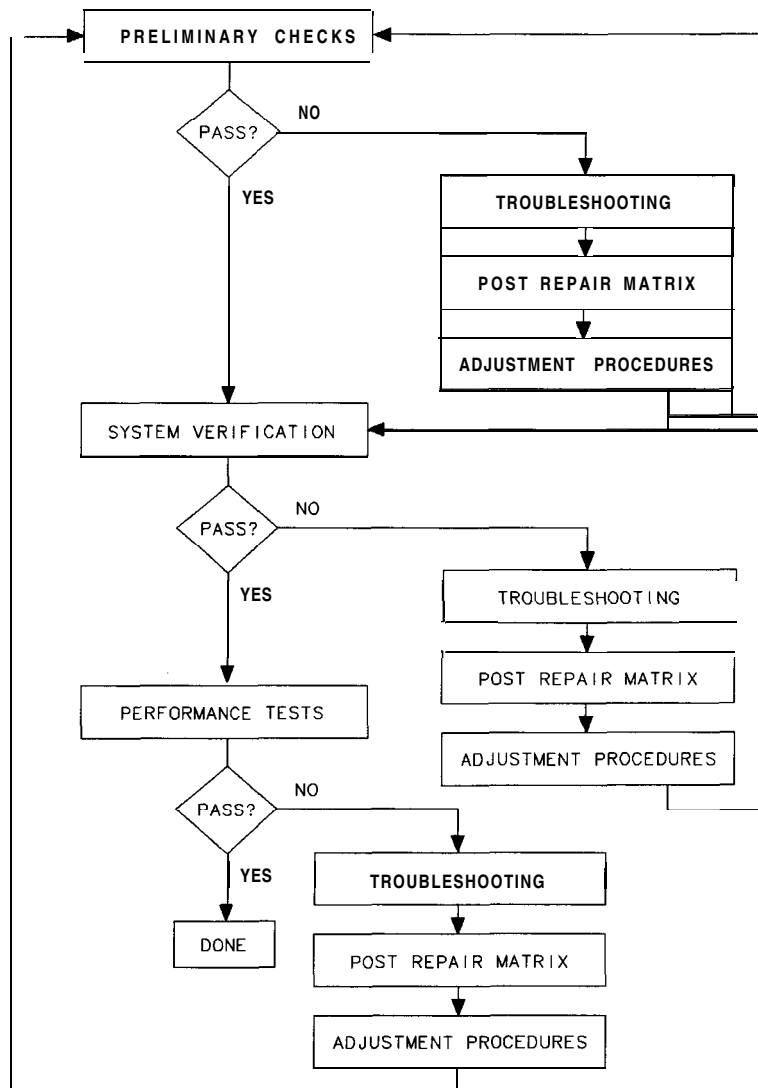 PRELIMINARY CHECKS
PASS?
NO
YES
TROUBLESHOOTING
POST REPAIR MATRIX
ADJUSTMENT PROCEDURES
SYSTEM VERIFICATION
PASS?
NO
YES
TROUBLESHOOTING
POST REPAIR MATRIX
ADJUSTMENT PROCEDURES
PERFORMANCE TESTS
PASS?
NO
YES
TROUBLESHOOTING
POST REPAIR MATRIX
ADJUSTMENT PROCEDURES
DONE